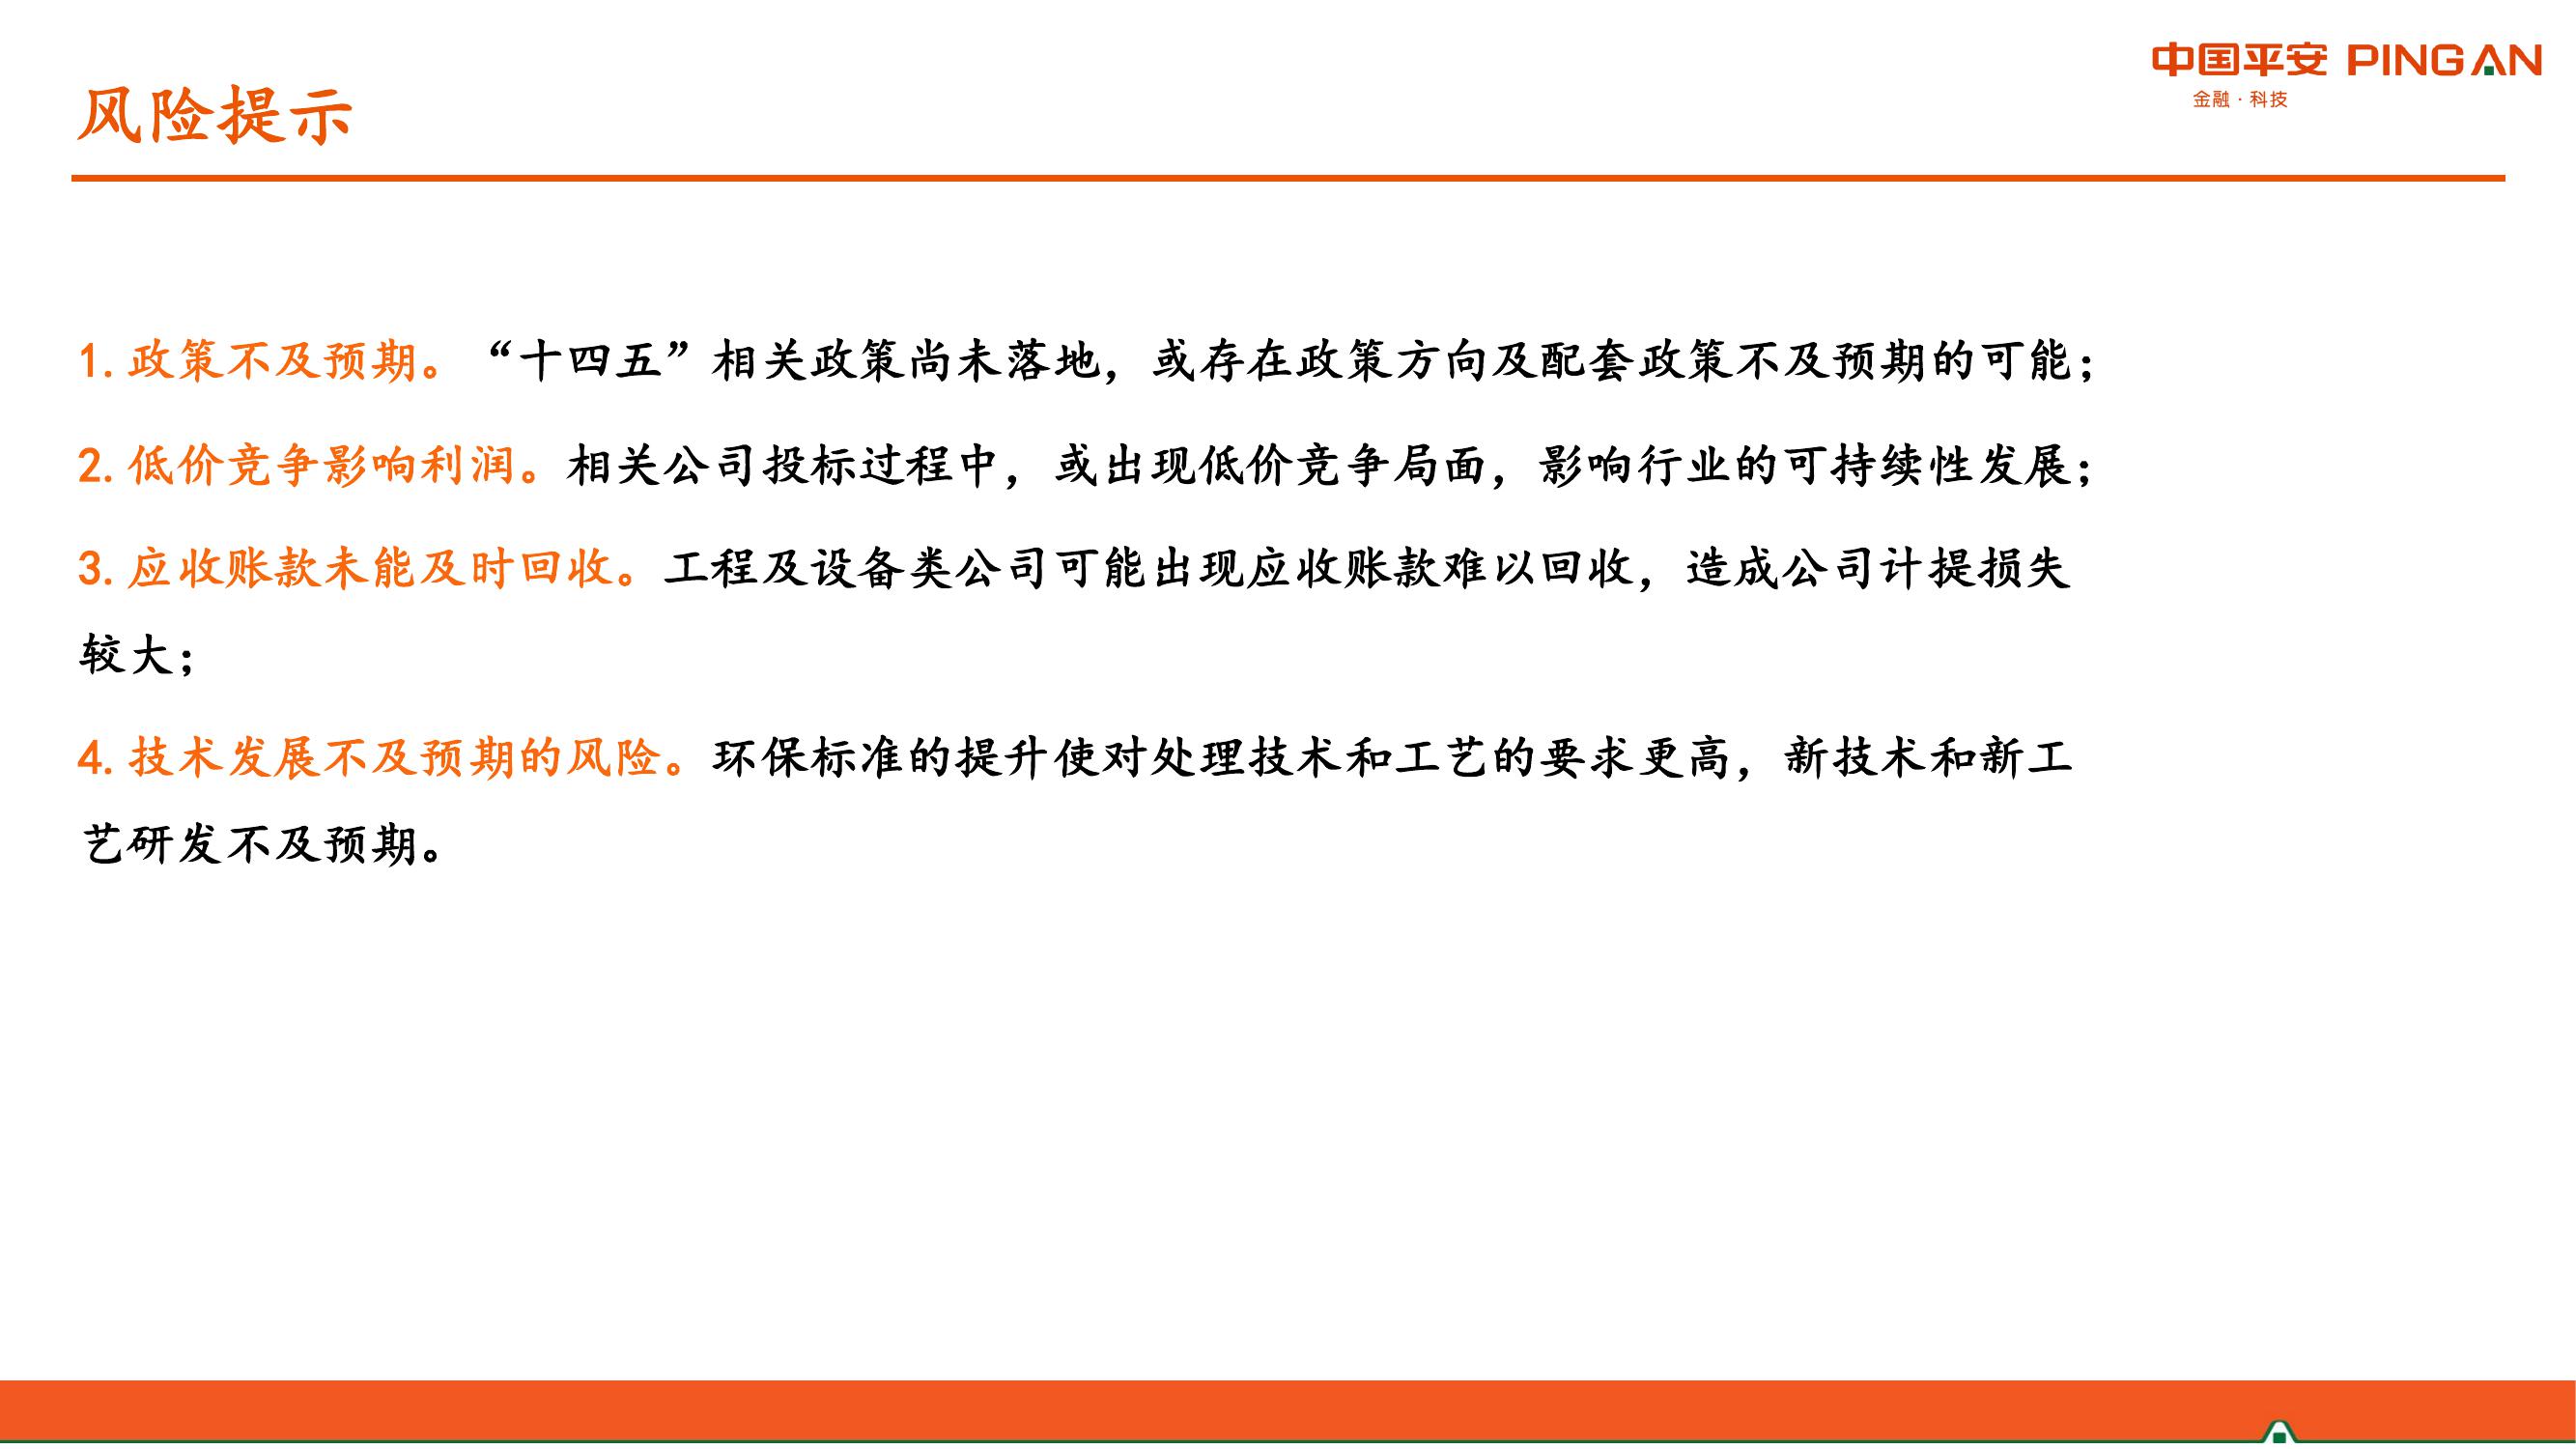 中国平安 PINGAN
金融·科技
风险提示
1.政策不及预期。“十四五”相关政策尚未落地，或存在政策方向及配套政策不及预期的可能；
2.低价竞争影响利润。相关公司投标过程中，或出现低价竞争局面，影响行业的可持续性发展；
3.应收账款未能及时回收。工程及设备类公司可能出现应收账款难以回收，造成公司计提损失
较大；
4.技术发展不及预期的风险。环保标准的提升使对处理技术和工艺的要求更高，新技术和新工
艺研发不及预期。